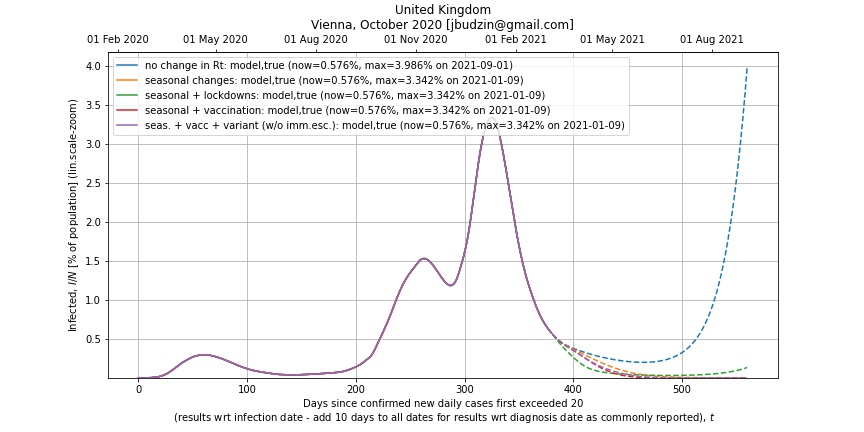 United Kingdom
Vienna, October 2020 [jbudzin@gmail.com]
01 Feb 2020 01 May 2020 01 Aug 2020 01 Nov 2020 01 Feb 2021 01 May 2021 01 Aug 2021
no change in Rt: model,true (now=0.576%, max=3.986% on 2021-09-01)
seasonal changes: model,true (now=0.576%, max=3.342% on 2021-01-09)
seasonal + lockdowns: model,true (now=0.576%, max=3.342% on 2021-01-09)
seasonal + vaccination: model,true (now=0.576%, max=3.342% on 2021-01-09)
seas. + vacc + variant (w/o imm.esc.): model,true (now=0.576%, max=3.342% on 2021-01-09)
Infected, I/N [% of population] (lin.scale-zoom)
4.0
3.5
3.0
2.5
2.0
1.5
1.0
0.5
0 100 200 300 400 500
Days since confirmed new daily cases first exceeded 20
(results wrt infection date - add 10 days to all dates for results wrt diagnosis date as commonly reported), t